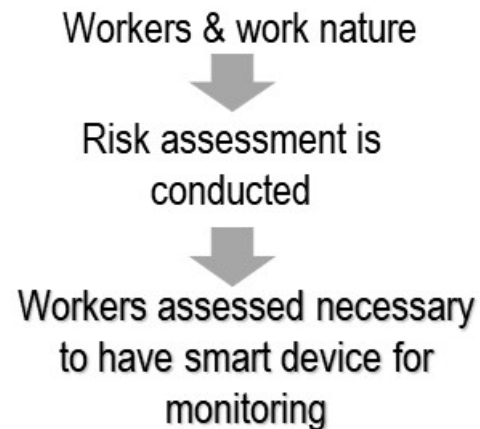 Workers & work nature
Risk assessment is
conducted
Workers assessed necessary
to have smart device for
monitoring